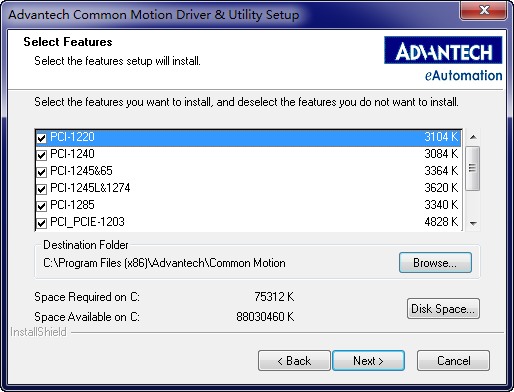 Advantech Common Motion Driver & Utility Setup
Select Features
Select the features setup will install.
ADVANTECH
eAutomation
Select the features you want to install, and deselect the features you do not want to install.
PCI-1220 3104 K
PCI-1240 3084 K
PCI-1245&65 3364 K
PCI-1245L&1274 3620 K
PCI-1285 3340 K
PCI_PCIE-1203 4828 K
Destination Folder
C:\Program Files (x86)\Advantech\Common Motion
Browse...
Space Required on C: 75312 K
Space Available on C: 88030460 K
Disk Space...
InstallShield
< Back Next > Cancel